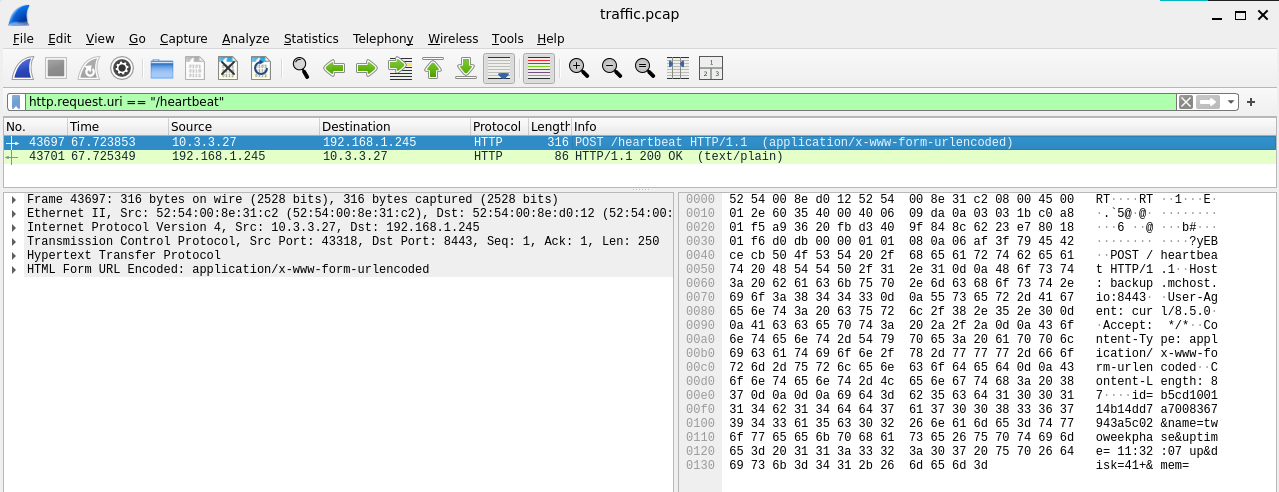 traffic.pcap
File Edit View Go Capture Analyze Statistics Telephony Wireless Tools Help
http.request.uri == "/heartbeat"
No. Time Source Destination Protocol Length Info
43697 67.723853 10.3.3.27 192.168.1.245 HTTP 316 POST /heartbeat HTTP/1.1 (application/x-www-form-urlencoded)
43701 67.725349 192.168.1.245 10.3.3.27 HTTP 86 HTTP/1.1 200 OK (text/plain)
Frame 43697: 316 bytes on wire (2528 bits), 316 bytes captured (2528 bits)
Ethernet II, Src: 52:54:00:8e:31:c2 (52:54:00:8e:31:c2), Dst: 52:54:00:8e:d0:12 (52:54:00:
Internet Protocol Version 4, Src: 10.3.3.27, Dst: 192.168.1.245
Transmission Control Protocol, Src Port: 43318, Dst Port: 8443, Seq: 1, Ack: 1, Len: 250
Hypertext Transfer Protocol
HTML Form URL Encoded: application/x-www-form-urlencoded
0000 52 54 00 8e d0 12 52 54 00 8e 31 c2 08 00 45 00 RT····RT ··1···E·
0010 01 2e 60 35 40 00 40 06 09 da 0a 03 03 1b c0 a8 ·.`5@·@· ········
0020 01 f5 a9 36 20 fb d3 40 9f 84 8c 62 23 e7 80 18 ···6 ··@ ···b#···
0030 01 f6 d0 db 00 00 01 01 08 0a 06 af 3f 79 45 42 ········ ····?yEB
0040 ce cb 50 4f 53 54 20 2f 68 65 61 72 74 62 65 61 ··POST / heartbea
0050 74 20 48 54 54 50 2f 31 2e 31 0d 0a 48 6f 73 74 t HTTP/1 .1··Host
0060 3a 20 62 61 63 6b 75 70 2e 6d 63 68 6f 73 74 2e : backup .mchost.
0070 69 6f 3a 38 34 34 33 0d 0a 55 73 65 72 2d 41 67 io:8443· ·User-Ag
0080 65 6e 74 3a 20 63 75 72 6c 2f 38 2e 35 2e 30 0d ent: cur l/8.5.0·
0090 0a 41 63 63 65 70 74 3a 20 2a 2f 2a 0d 0a 43 6f ·Accept:  */*··Co
00a0 6e 74 65 6e 74 2d 54 79 70 65 3a 20 61 70 70 6c ntent-Ty pe: appl
00b0 69 63 61 74 69 6f 6e 2f 78 2d 77 77 77 2d 66 6f ication/ x-www-fo
00c0 72 6d 2d 75 72 6c 65 6e 63 6f 64 65 64 0d 0a 43 rm-urlen coded··C
00d0 6f 6e 74 65 6e 74 2d 4c 65 6e 67 74 68 3a 20 38 ontent-L ength: 8
00e0 37 0d 0a 0d 0a 69 64 3d 62 35 63 64 31 30 30 31 7····id= b5cd1001
00f0 31 34 62 31 34 64 64 37 61 37 30 30 38 33 36 37 14b14dd7 a7008367
0100 39 34 33 61 35 63 30 32 26 6e 61 6d 65 3d 74 77 943a5c02 &name=tw
0110 6f 77 65 65 6b 70 68 61 73 65 26 75 70 74 69 6d oweekpha se&uptim
0120 65 3d 20 31 31 3a 33 32 3a 30 37 20 75 70 26 64 e= 11:32 :07 up&d
0130 69 73 6b 3d 34 31 2b 26 6d 65 6d 3d isk=41+& mem=